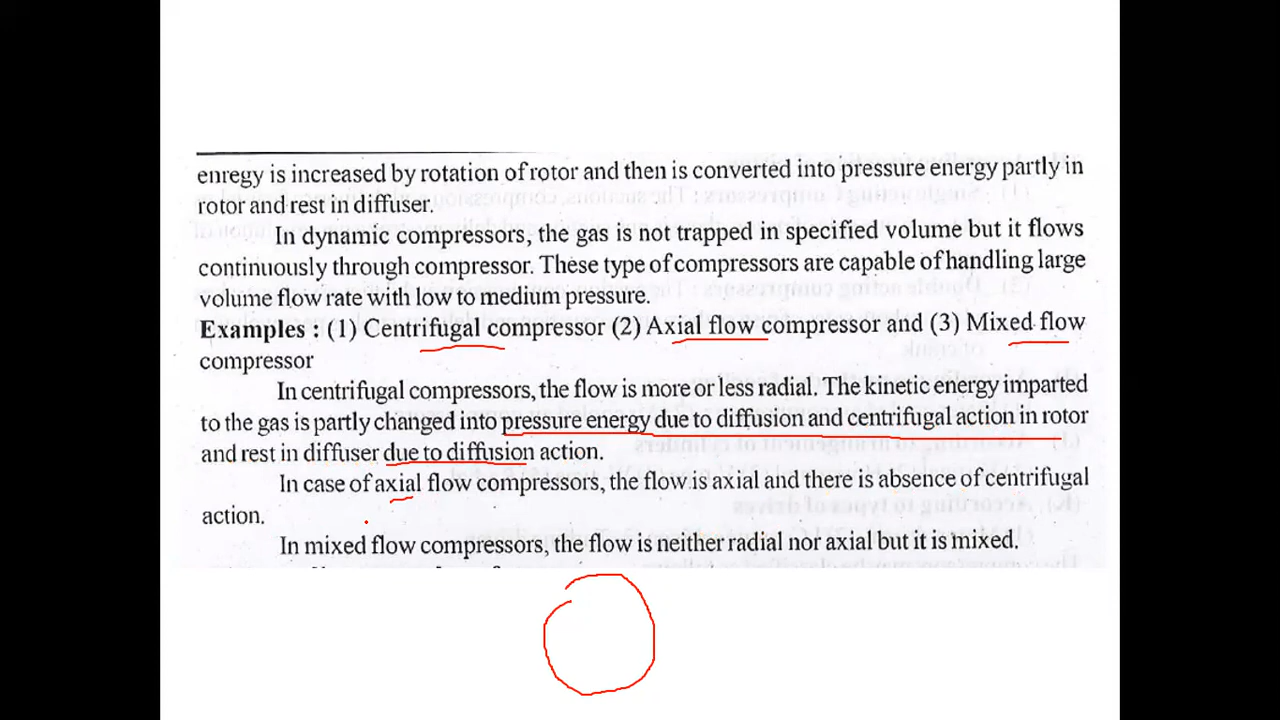 enregy is increased by rotation of rotor and then is converted into pressure energy partly in
rotor and rest in diffuser.
In dynamic compressors, the gas is not trapped in specified volume but it flows
continuously through compressor. These type of compressors are capable of handling large
volume flow rate with low to medium pressure.
Examples : (1) Centrifugal compressor (2) Axial flow compressor and (3) Mixed flow
compressor
In centrifugal compressors, the flow is more or less radial. The kinetic energy imparted
to the gas is partly changed into pressure energy due to diffusion and centrifugal action in rotor
and rest in diffuser due to diffusion action.
In case of axial flow compressors, the flow is axial and there is absence of centrifugal
action.
In mixed flow compressors, the flow is neither radial nor axial but it is mixed.